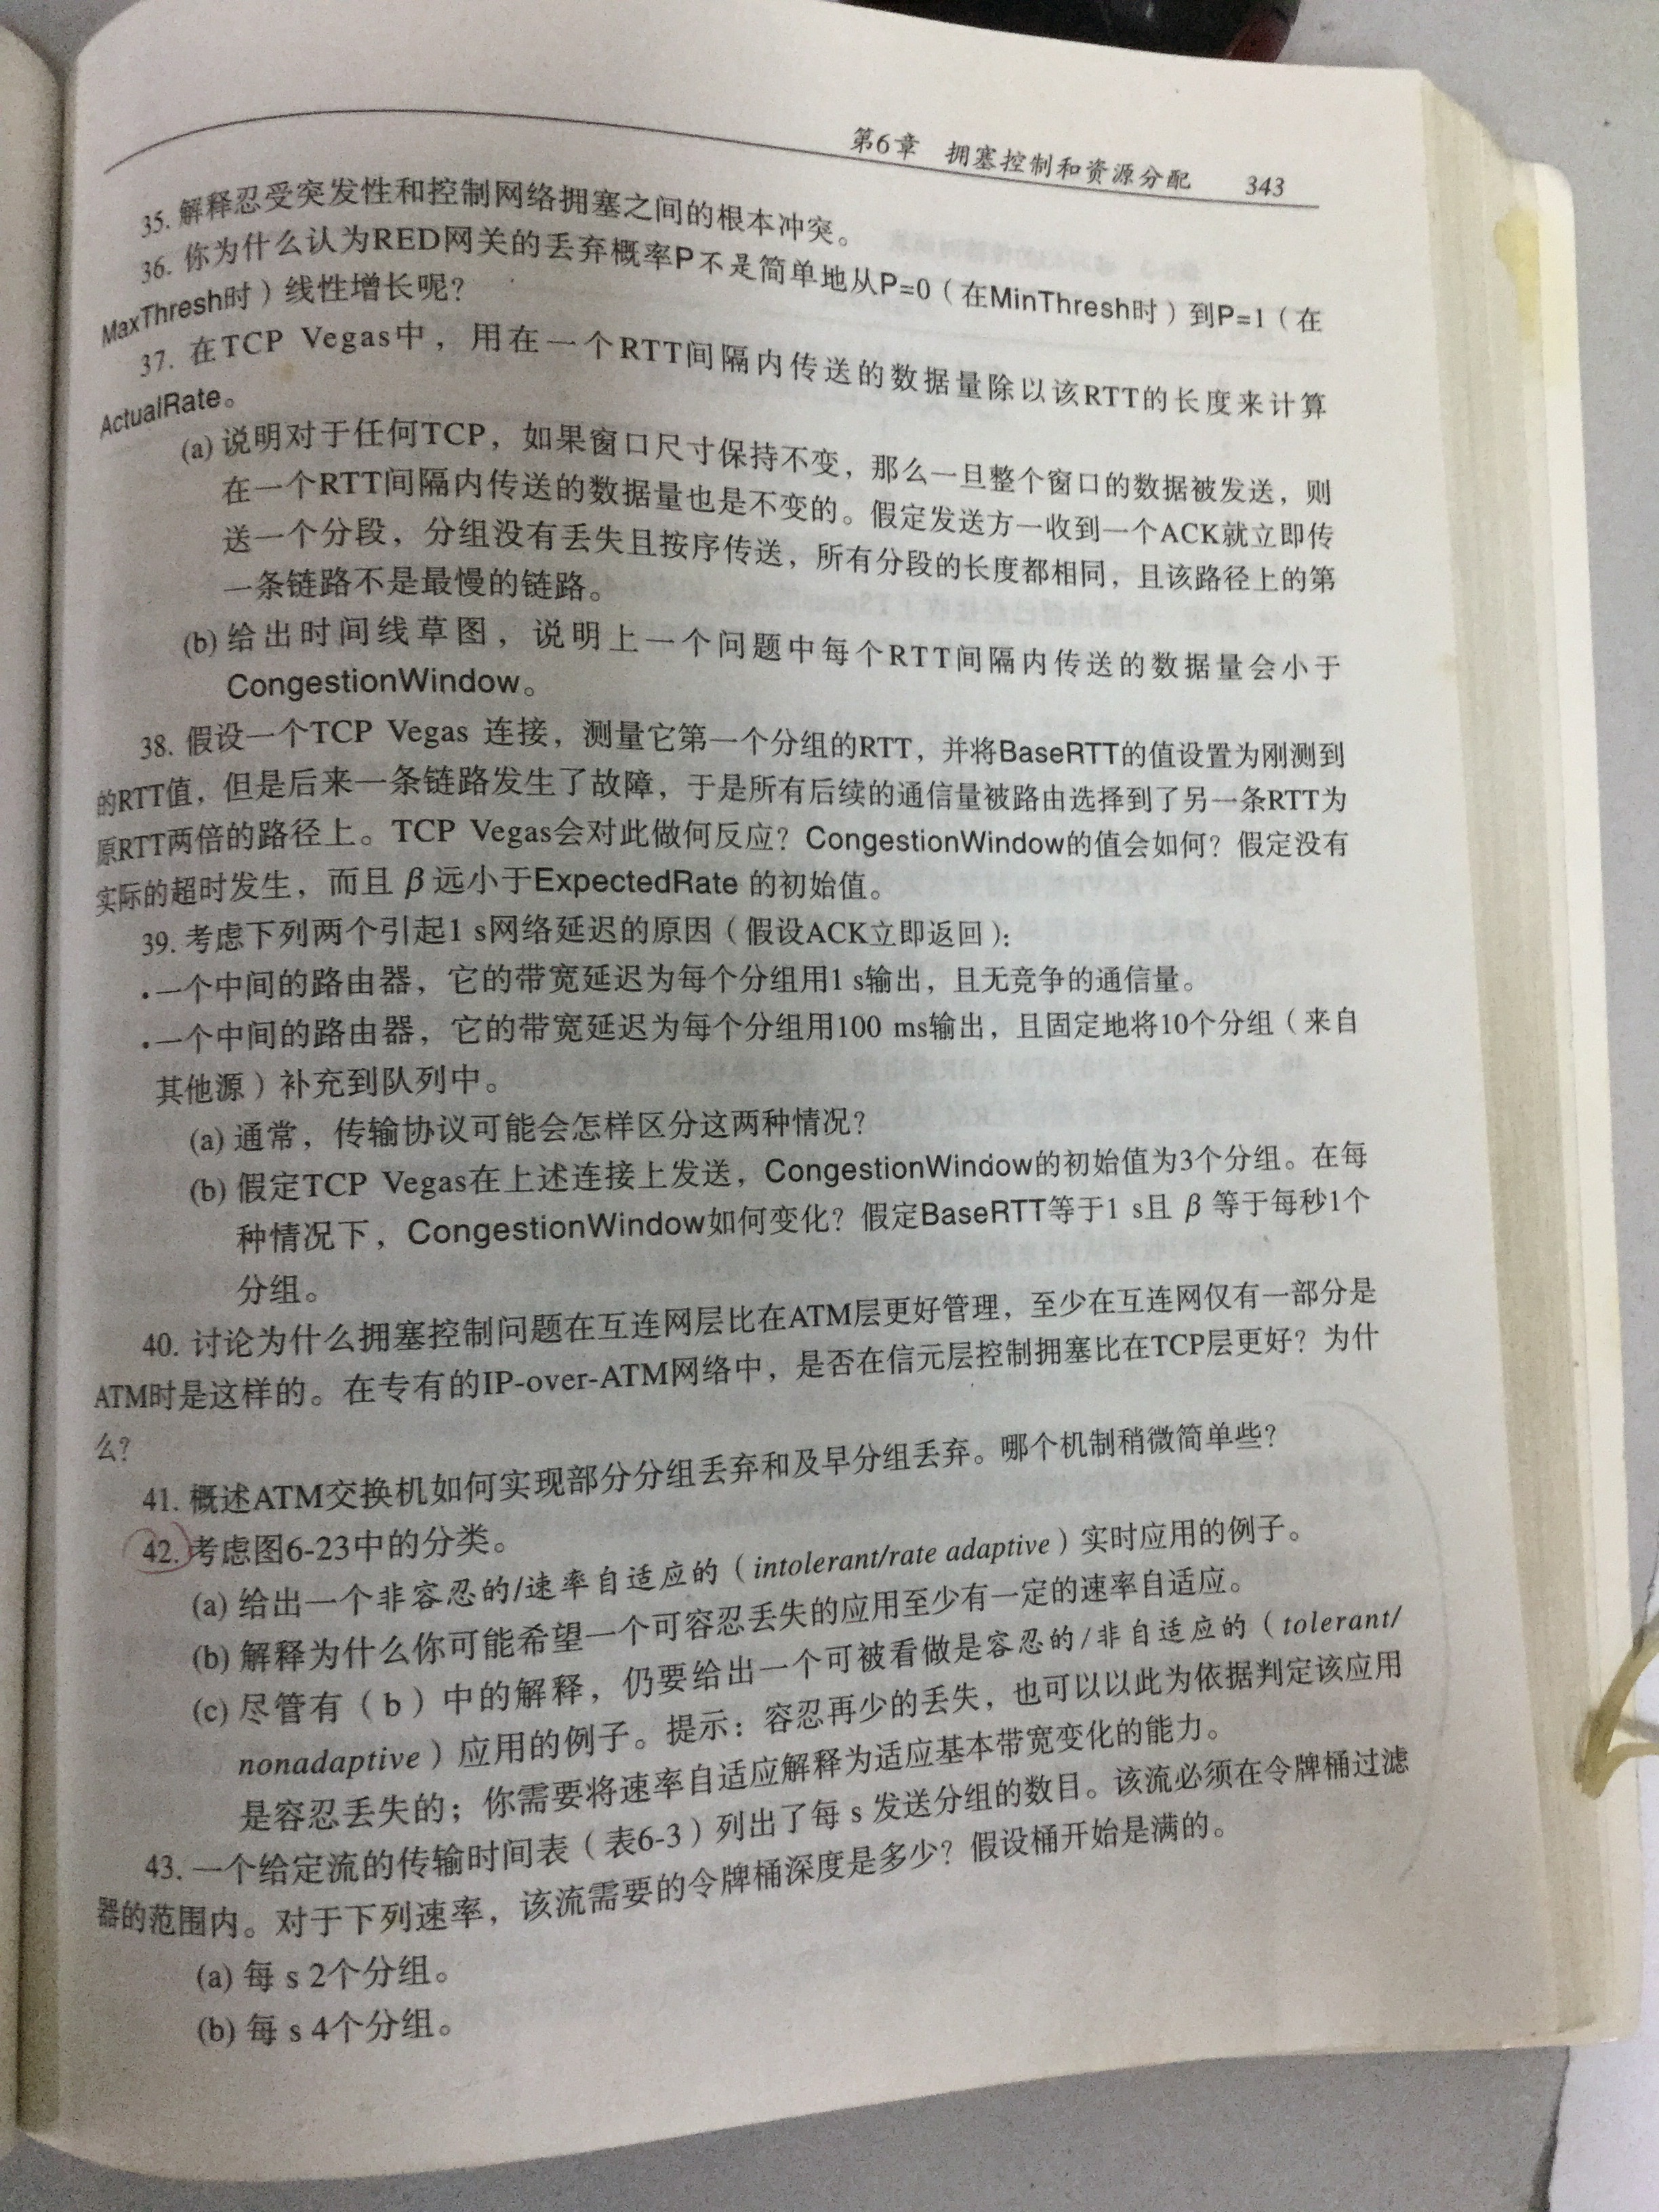 第6章 拥塞控制和资源分配 343
35. 解释忍受突发性和控制网络拥塞之间的根本冲突。
36. 你为什么认为RED网关的丢弃概率P不是简单地从P=0（在MinThresh时）到P=1（在
MaxThresh时）线性增长呢？
37. 在TCP Vegas中，用在一个RTT间隔内传送的数据量除以该RTT的长度来计算
ActualRate。
(a) 说明对于任何TCP，如果窗口尺寸保持不变，那么一旦整个窗口的数据被发送，则
在一个RTT间隔内传送的数据量也是不变的。假定发送方一收到一个ACK就立即传
送一个分段，分组没有丢失且按序传送，所有分段的长度都相同，且该路径上的第
一条链路不是最慢的链路。
(b) 给出时间线草图，说明上一个问题中每个RTT间隔内传送的数据量会小于
CongestionWindow。
38. 假设一个TCP Vegas 连接，测量它第一个分组的RTT，并将BaseRTT的值设置为刚测到
的RTT值，但是后来一条链路发生了故障，于是所有后续的通信量被路由选择到了另一条RTT为
原RTT两倍的路径上。TCP Vegas会对此做何反应？CongestionWindow的值会如何？假定没有
实际的超时发生，而且 β 远小于ExpectedRate 的初始值。
39. 考虑下列两个引起1 s网络延迟的原因（假设ACK立即返回）：
•一个中间的路由器，它的带宽延迟为每个分组用1 s输出，且无竞争的通信量。
•一个中间的路由器，它的带宽延迟为每个分组用100 ms输出，且固定地将10个分组（来自
其他源）补充到队列中。
(a) 通常，传输协议可能会怎样区分这两种情况？
(b) 假定TCP Vegas在上述连接上发送，CongestionWindow的初始值为3个分组。在每
种情况下，CongestionWindow如何变化？假定BaseRTT等于1 s且 β 等于每秒1个
分组。
40. 讨论为什么拥塞控制问题在互连网层比在ATM层更好管理，至少在互连网仅有一部分是
ATM时是这样的。在专有的IP-over-ATM网络中，是否在信元层控制拥塞比在TCP层更好？为什
么？
41. 概述ATM交换机如何实现部分分组丢弃和及早分组丢弃。哪个机制稍微简单些？
42. 考虑图6-23中的分类。
(a) 给出一个非容忍的/速率自适应的（intolerant/rate adaptive）实时应用的例子。
(b) 解释为什么你可能希望一个可容忍丢失的应用至少有一定的速率自适应。
(c) 尽管有（b）中的解释，仍要给出一个可被看做是容忍的/非自适应的（tolerant/
nonadaptive）应用的例子。提示：容忍再少的丢失，也可以以此为依据判定该应用
是容忍丢失的；你需要将速率自适应解释为适应基本带宽变化的能力。
43. 一个给定流的传输时间表（表6-3）列出了每 s 发送分组的数目。该流必须在令牌桶过滤
器的范围内。对于下列速率，该流需要的令牌桶深度是多少？假设桶开始是满的。
(a) 每 s 2个分组。
(b) 每 s 4个分组。